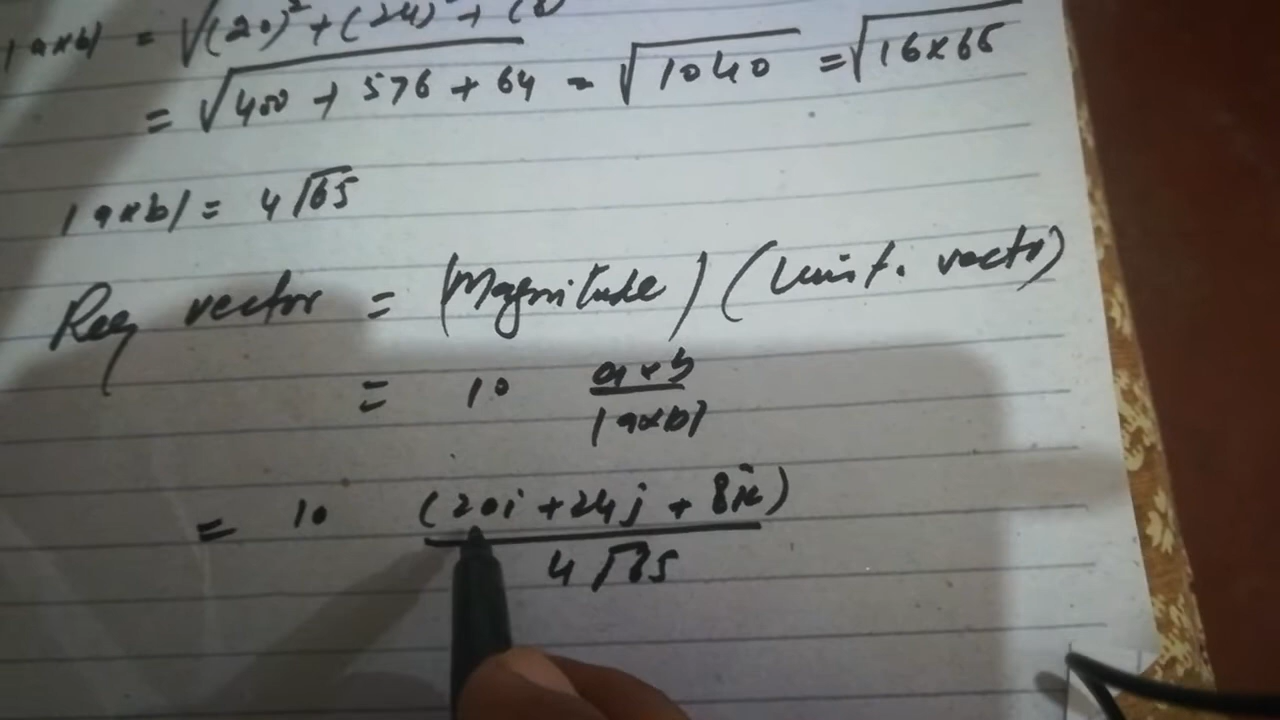 |a×b| = √(20)² + (24)² + (8
= √400 + 576 + 64 = √1040 = √16×65
|a×b| = 4√65
Req vector = (Magnitude) (Unit. vector)
= 10 a×b / |a×b|
= 10 (20i + 24j + 8k) / 4√65